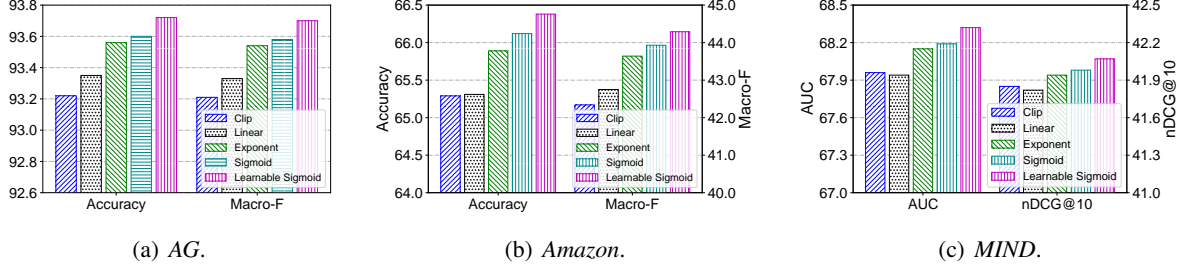 93.8
93.6
93.4
93.2
93.0
92.8
92.6
Accuracy
Macro-F
Clip
Linear
Exponent
Sigmoid
Learnable Sigmoid
(a) AG.
Accuracy
66.5
66.0
65.5
65.0
64.5
64.0
Accuracy
Macro-F
Clip
Linear
Exponent
Sigmoid
Learnable Sigmoid
45.0
44.0
43.0
42.0
41.0
40.0
Macro-F
(b) Amazon.
AUC
68.5
68.2
67.9
67.6
67.3
67.0
AUC
nDCG@10
Clip
Linear
Exponent
Sigmoid
Learnable Sigmoid
42.5
42.2
41.9
41.6
41.3
41.0
nDCG@10
(c) MIND.